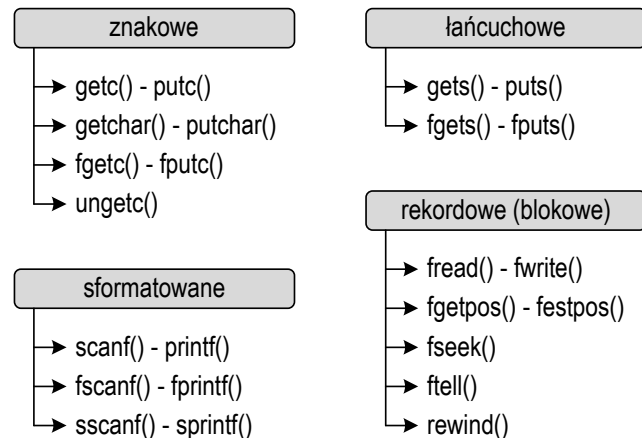 znakowe
getc() - putc()
getchar() - putchar()
fgetc() - fputc()
ungetc()
sformatowane
scanf() - printf()
fscanf() - fprintf()
sscanf() - sprintf()
łańcuchowe
gets() - puts()
fgets() - fputs()
rekordowe (blokowe)
fread() - fwrite()
fgetpos() - festpos()
fseek()
ftell()
rewind()